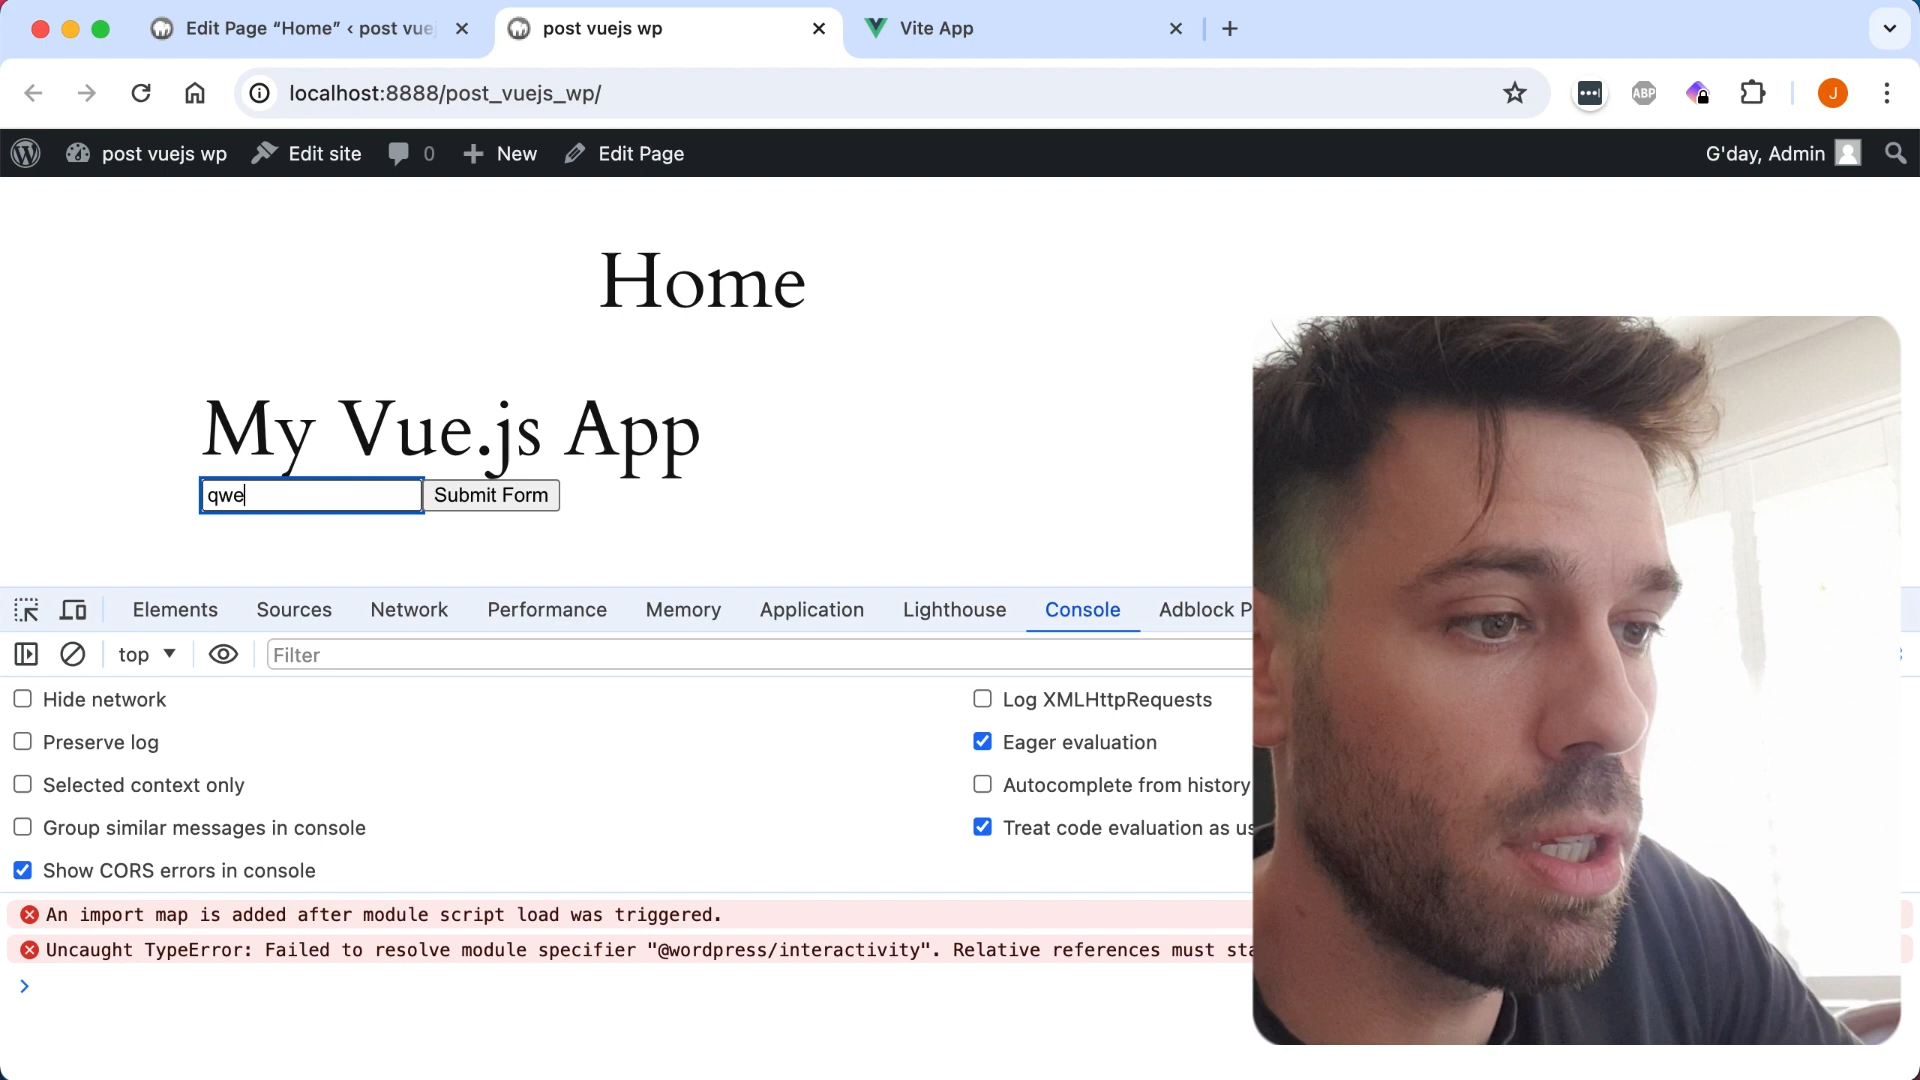 Edit Page “Home” ‹ post vue
post vuejs wp
Vite App
localhost:8888/post_vuejs_wp/
ABP
J
post vuejs wp
Edit site
0
New
Edit Page
G'day, Admin
Home
My Vue.js App
qwe
Submit Form
Elements
Sources
Network
Performance
Memory
Application
Lighthouse
Console
Adblock P
top
Filter
Hide network
Log XMLHttpRequests
Preserve log
Eager evaluation
Selected context only
Autocomplete from history
Group similar messages in console
Treat code evaluation as us
Show CORS errors in console
An import map is added after module script load was triggered.
Uncaught TypeError: Failed to resolve module specifier "@wordpress/interactivity". Relative references must sta